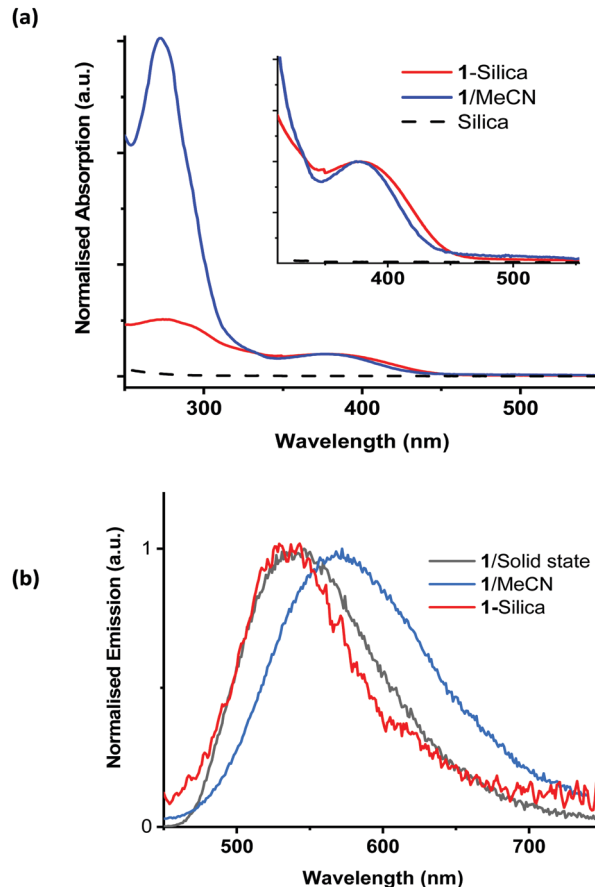 (a)
Normalised Absorption (a.u.)
1-Silica
1/MeCN
Silica
400
500
300
400
500
Wavelength (nm)
(b)
Normalised Emission (a.u.)
1
0
1/Solid state
1/MeCN
1-Silica
500
600
700
Wavelength (nm)